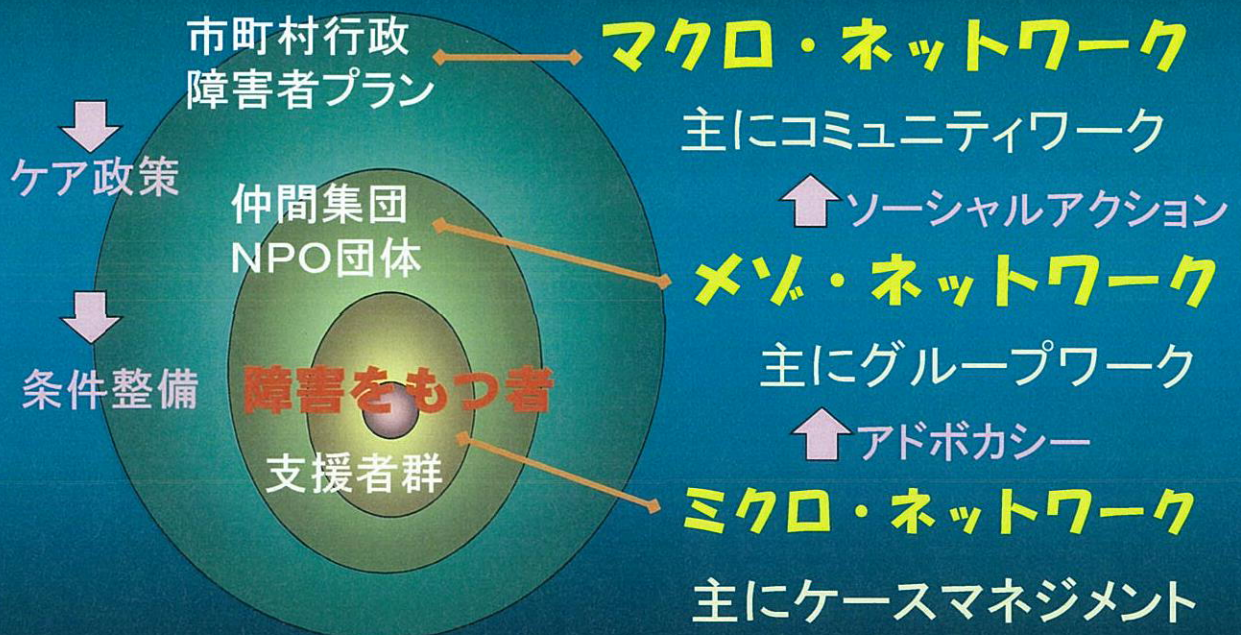 市町村行政
障害者プラン
マクロ・ネットワーク
主にコミュニティワーク
ケア政策
仲間集団
NPO団体
ソーシャルアクション
メゾ・ネットワーク
主にグループワーク
条件整備
障害をもつ者
アドボカシー
支援者群
ミクロ・ネットワーク
主にケースマネジメント